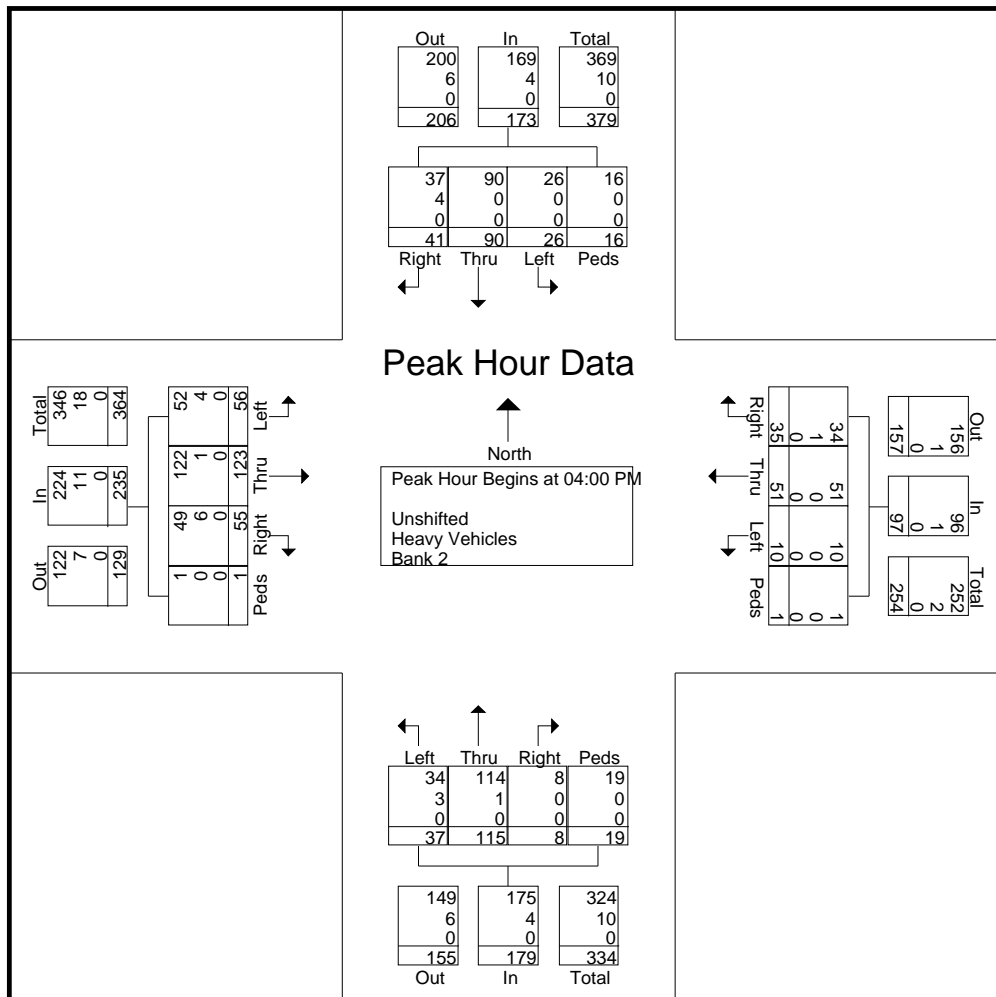 Out In Total
200 169 369
6 4 10
0 0 0
206 173 379
37 90 26 16
4 0 0 0
0 0 0 0
41 90 26 16
Right Thru Left Peds
Peak Hour Data
North
Peak Hour Begins at 04:00 PM
Unshifted
Heavy Vehicles
Bank 2
Total
346
18
0
364
In
224
11
0
235
Out
122
7
0
129
52
4
0
56
Left
122
1
0
123
Thru
49
6
0
55
Right
1
0
0
1
Peds
Right
34
1
0
35
Thru
51
0
0
51
Left
10
0
0
10
Peds
1
0
0
1
Out
156
1
0
157
In
96
1
0
97
Total
252
2
0
254
Left Thru Right Peds
34 114 8 19
3 1 0 0
0 0 0 0
37 115 8 19
149 175 324
6 4 10
0 0 0
155 179 334
Out In Total